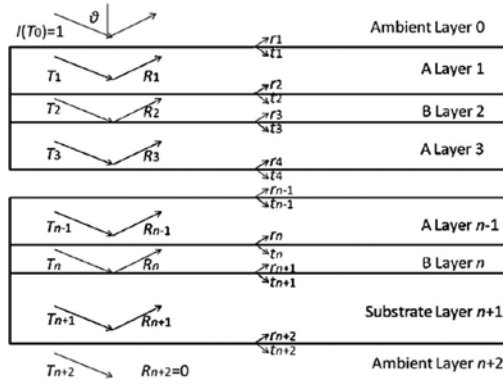 ϑ
I(T0)=1
r1
t1
Ambient Layer 0
T1
R1
r2
t2
A Layer 1
T2
R2
r3
t3
B Layer 2
T3
R3
r4
t4
A Layer 3
rn-1
tn-1
Tn-1
Rn-1
rn
tn
A Layer n-1
Tn
Rn
rn+1
tn+1
B Layer n
Tn+1
Rn+1
Substrate Layer n+1
rn+2
tn+2
Tn+2
Rn+2=0
Ambient Layer n+2